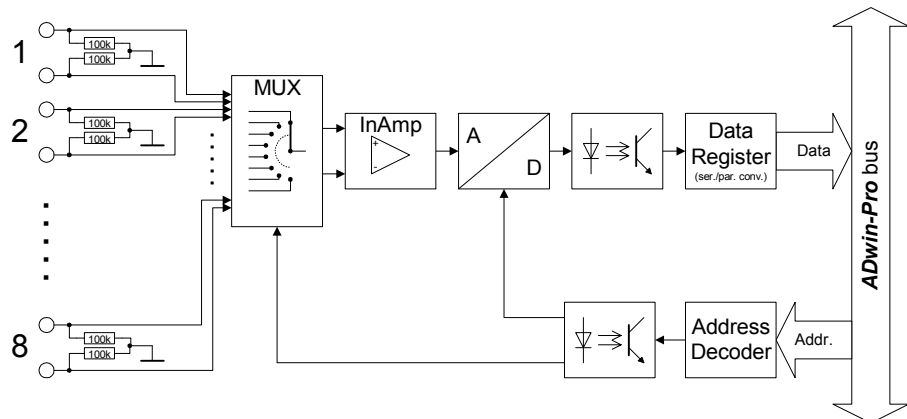 1
100k
100k
2
100k
100k
8
100k
100k
MUX
InAmp
+
-
A
D
Data
Register
(ser./par. conv.)
Data
Address
Decoder
Addr.
ADwin-Pro bus